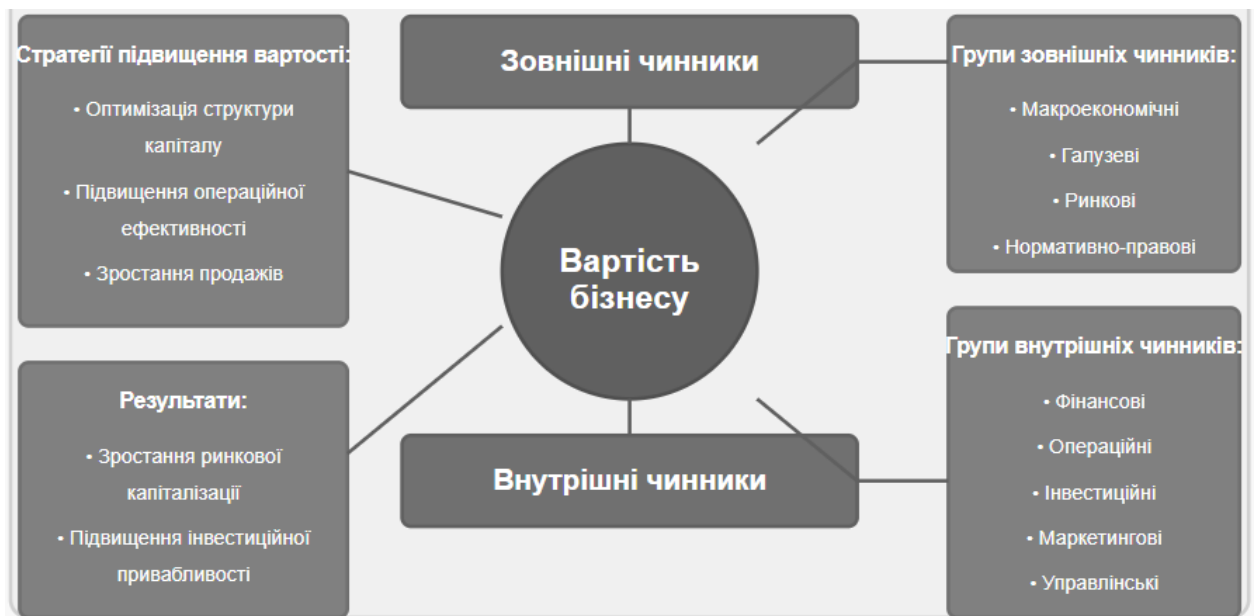 Стратегії підвищення вартості:
• Оптимізація структури
капіталу
• Підвищення операційної
ефективності
• Зростання продажів
Результати:
• Зростання ринкової
капіталізації
• Підвищення інвестиційної
привабливості
Зовнішні чинники
Вартість
бізнесу
Внутрішні чинники
Групи зовнішніх чинників:
• Макроекономічні
• Галузеві
• Ринкові
• Нормативно-правові
Групи внутрішніх чинників:
• Фінансові
• Операційні
• Інвестиційні
• Маркетингові
• Управлінські